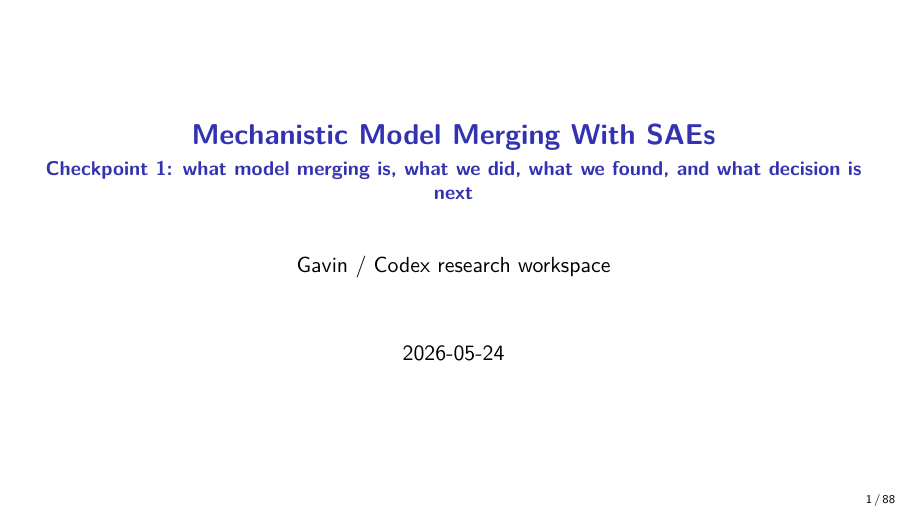 Mechanistic Model Merging With SAEs
Checkpoint 1: what model merging is, what we did, what we found, and what decision is
next
Gavin / Codex research workspace
2026-05-24
1 / 88